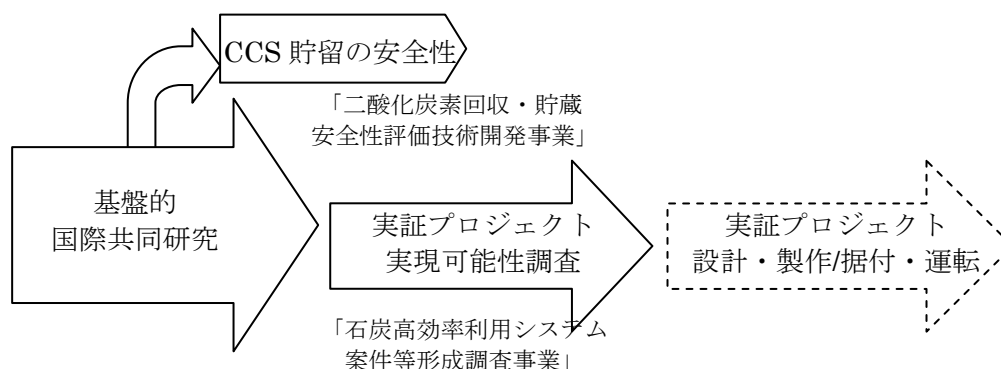 CCS 貯留の安全性
「二酸化炭素回収・貯蔵
安全性評価技術開発事業」
基盤的
国際共同研究
実証プロジェクト
実現可能性調査
「石炭高効率利用システム
案件等形成調査事業」
実証プロジェクト
設計・製作/据付・運転